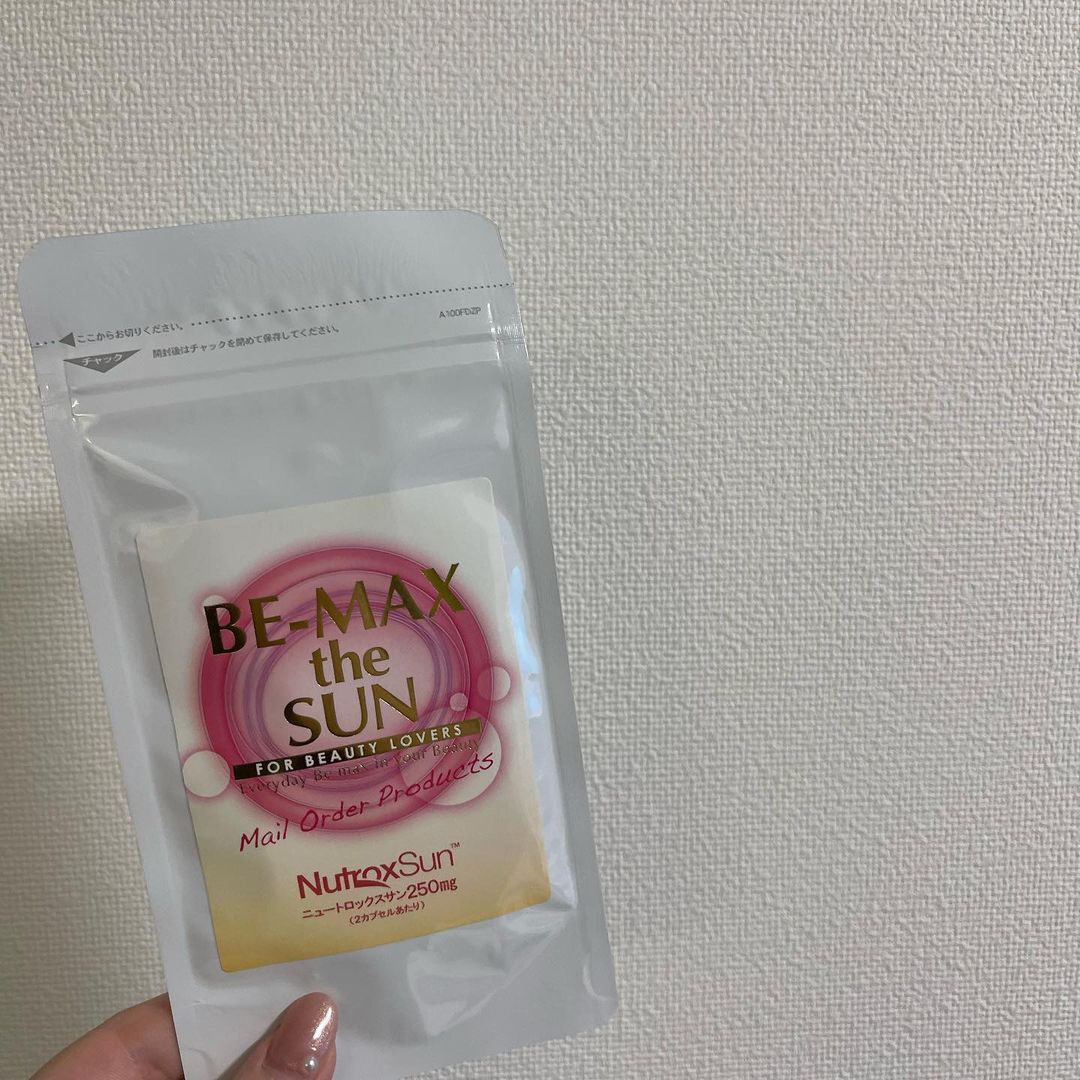 ここからお切りください。
A100FDZP
チャック
開封後はチャックを閉めて保存してください。
BE-MAX
the
SUN
FOR BEAUTY LOVERS
Everyday Be max in your Beauty
Mail Order Products
NutroxSun™
ニュートロックスサン250mg
(2カプセルあたり)